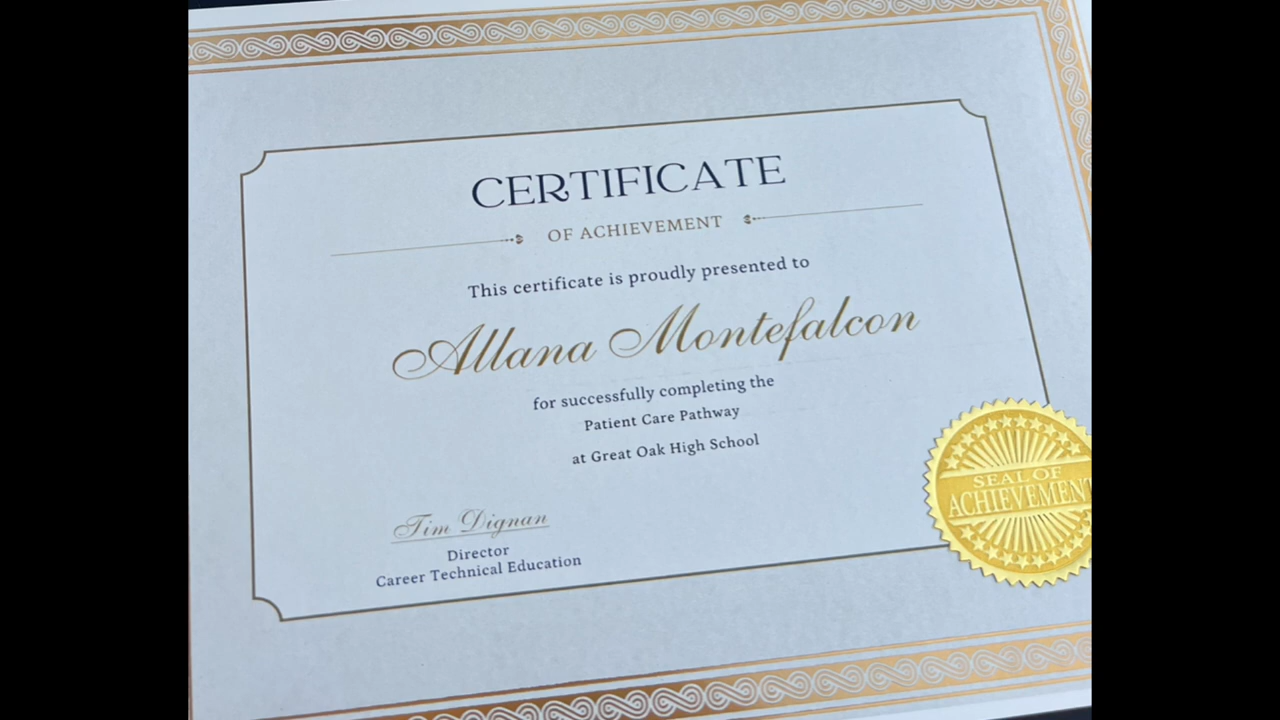 CERTIFICATE
OF ACHIEVEMENT
This certificate is proudly presented to
Allana Montefalcon
for successfully completing the
Patient Care Pathway
at Great Oak High School
SEAL OF
ACHIEVEMENT
Tim Dignan
Director
Career Technical Education